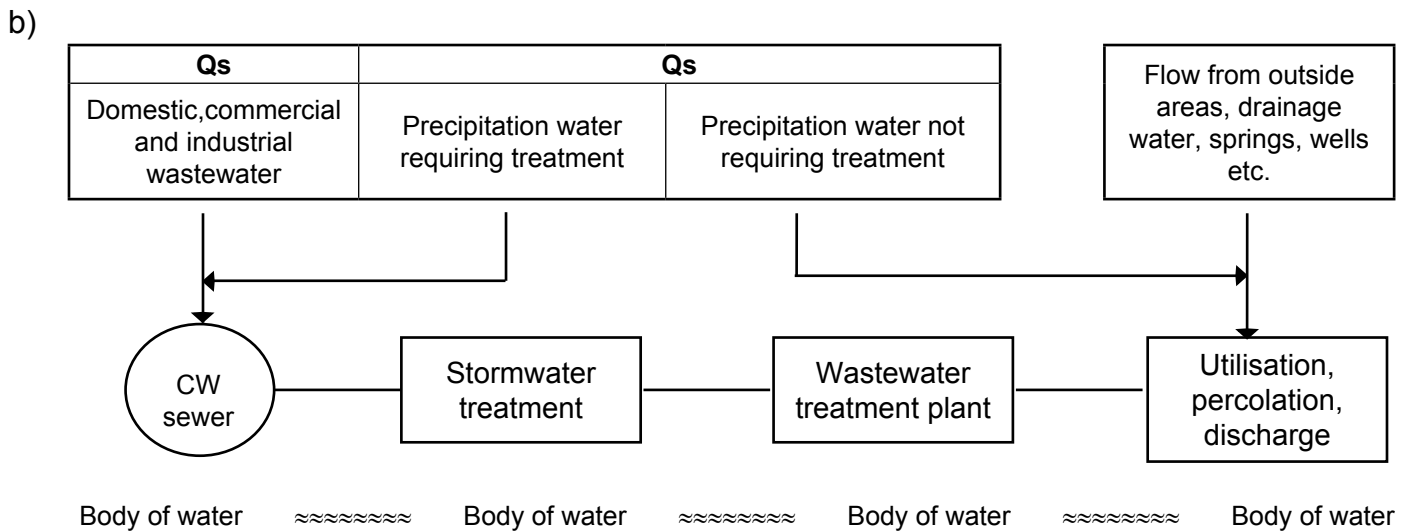 b)
Qs
Qs
Domestic,commercial
and industrial
wastewater
Precipitation water
requiring treatment
Precipitation water not
requiring treatment
Flow from outside
areas, drainage
water, springs, wells
etc.
CW
sewer
Stormwater
treatment
Wastewater
treatment plant
Utilisation,
percolation,
discharge
Body of water ≈≈≈≈≈≈≈≈ Body of water ≈≈≈≈≈≈≈≈ Body of water ≈≈≈≈≈≈≈≈ Body of water